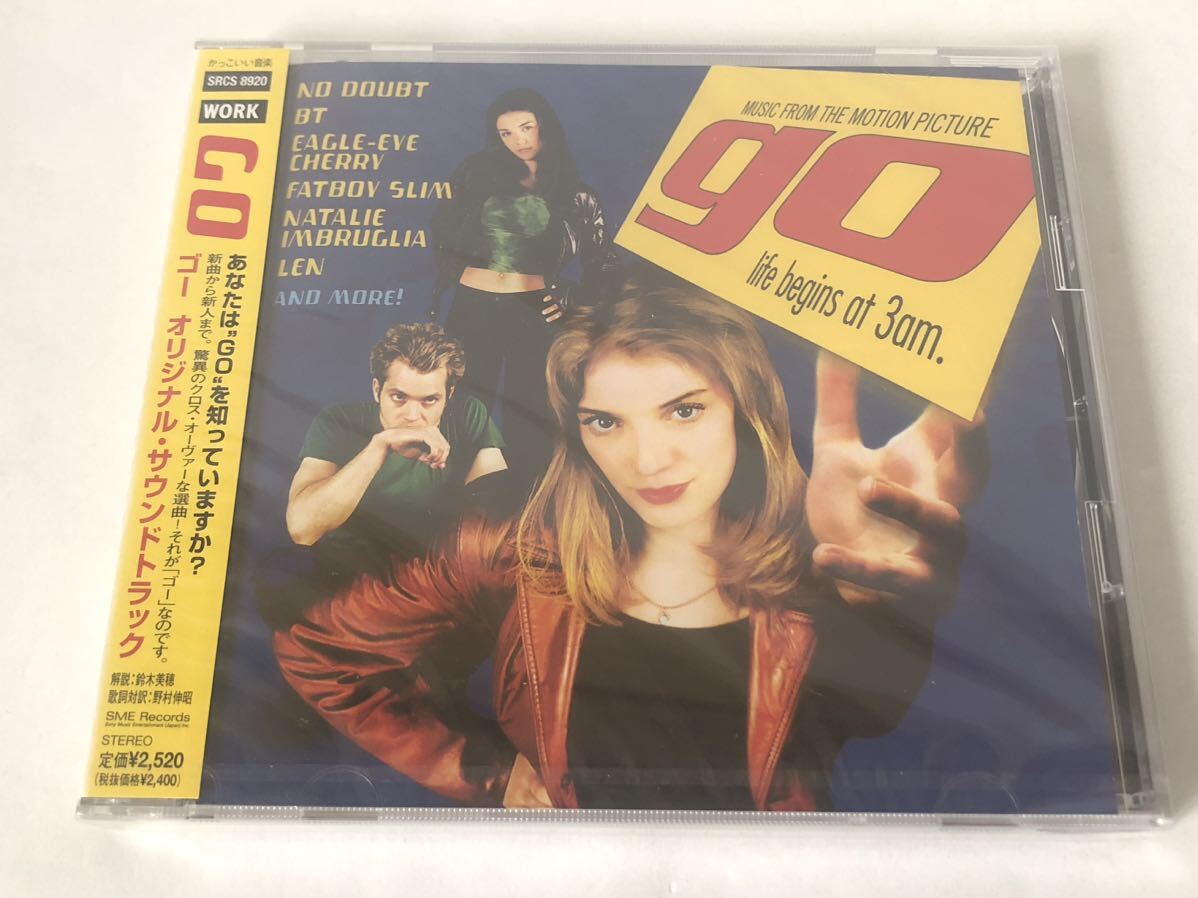 かっこいい音楽
SRCS 8920
WORK
GO
あなたは"GO"を知っていますか?
新曲から新人まで。驚異のクロス・オーヴァーな選曲!それが「ゴー」なのです。
ゴー オリジナル・サウンドトラック
解説:鈴木美穂
歌詞対訳:野村伸昭
SME Records
Sony Music Entertainment (Japan) Inc.
STEREO
定価¥2,520
(税抜価格¥2,400)
NO DOUBT
BT
EAGLE-EYE
CHERRY
FATBOY SLIM
NATALIE
IMBRUGLIA
LEN
AND MORE!
MUSIC FROM THE MOTION PICTURE
go
life begins at 3am.